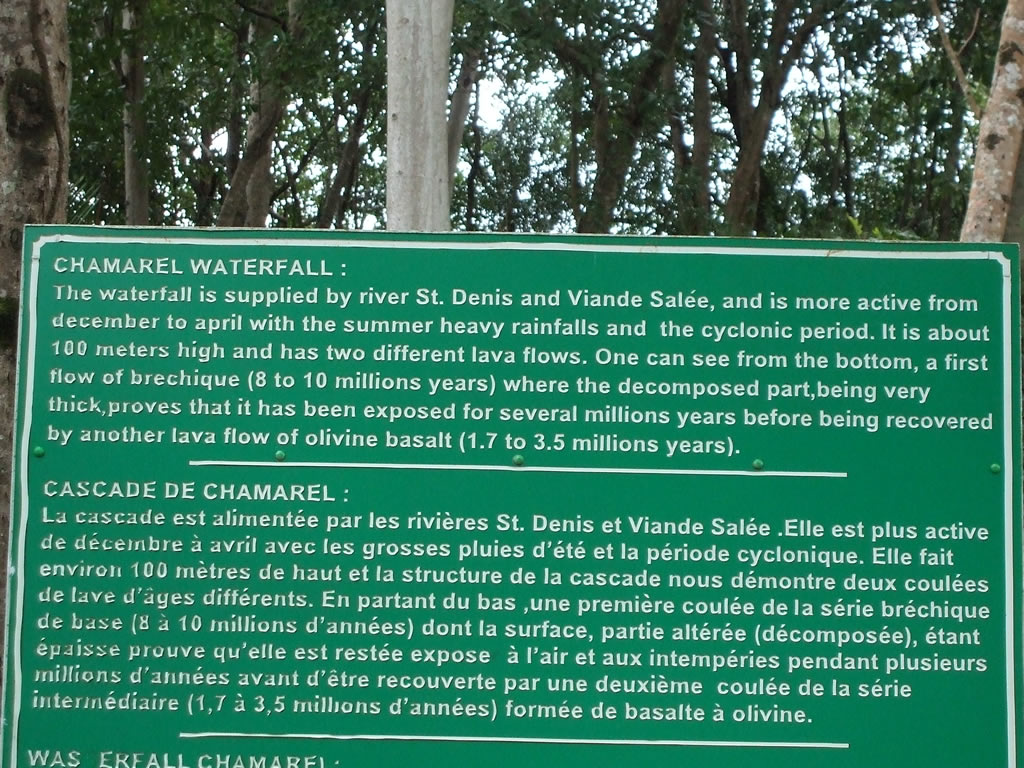 CHAMAREL WATERFALL :
The waterfall is supplied by river St. Denis and Viande Salée, and is more active from
december to april with the summer heavy rainfalls and the cyclonic period. It is about
100 meters high and has two different lava flows. One can see from the bottom, a first
flow of brechique (8 to 10 millions years) where the decomposed part,being very
thick,proves that it has been exposed for several millions years before being recovered
by another lava flow of olivine basalt (1.7 to 3.5 millions years).
CASCADE DE CHAMAREL :
La cascade est alimentée par les rivières St. Denis et Viande Salée .Elle est plus active
de décembre à avril avec les grosses pluies d'été et la période cyclonique. Elle fait
environ 100 mètres de haut et la structure de la cascade nous démontre deux coulées
de lave d'âges différents. En partant du bas ,une première coulée de la série bréchique
de base (8 à 10 millions d'années) dont la surface, partie altérée (décomposée), étant
épaisse prouve qu'elle est restée expose à l'air et aux intempéries pendant plusieurs
millions d'années avant d'être recouverte par une deuxième coulée de la série
intermédiaire (1,7 à 3,5 millions d'années) formée de basalte à olivine.
WAS ERFALL CHAMAREL :